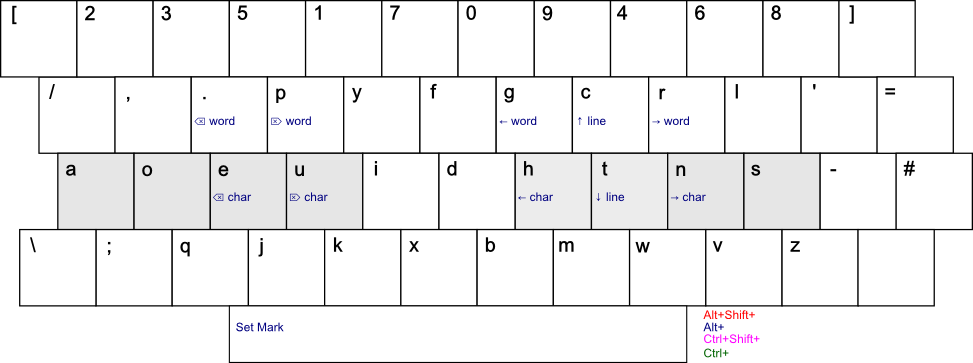 [ 2 3 5 1 7 0 9 4 6 8 ]
/ , . p y f g c r l ' =
⌫ word ⌦ word ← word ↑ line → word
a o e u i d h t n s - #
⌫ char ⌦ char ← char ↓ line → char
\ ; q j k x b m w v z
Set Mark
Alt+Shift+
Alt+
Ctrl+Shift+
Ctrl+